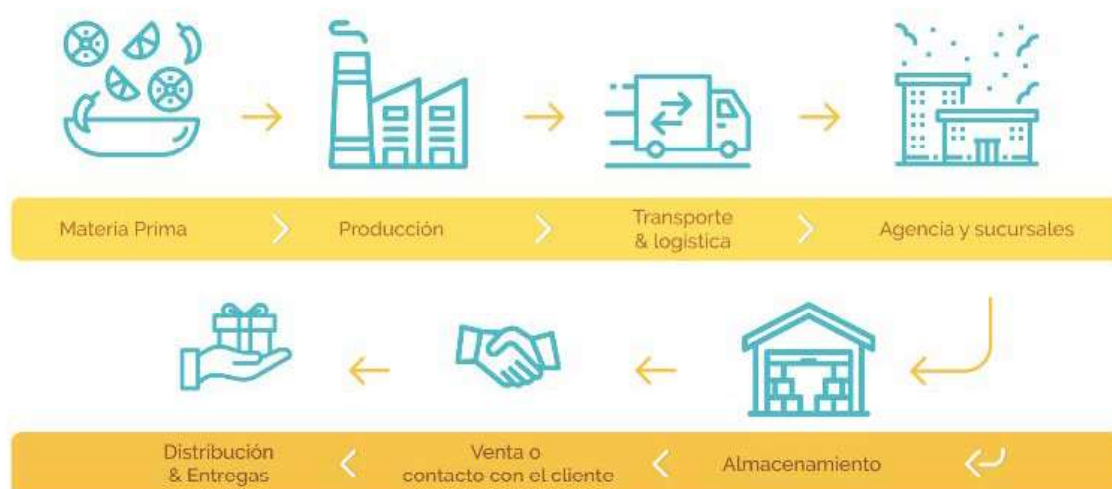 Materia Prima
Producción
Transporte
& logística
Agencia y sucursales
Distribución
& Entregas
Venta o
contacto con el cliente
Almacenamiento